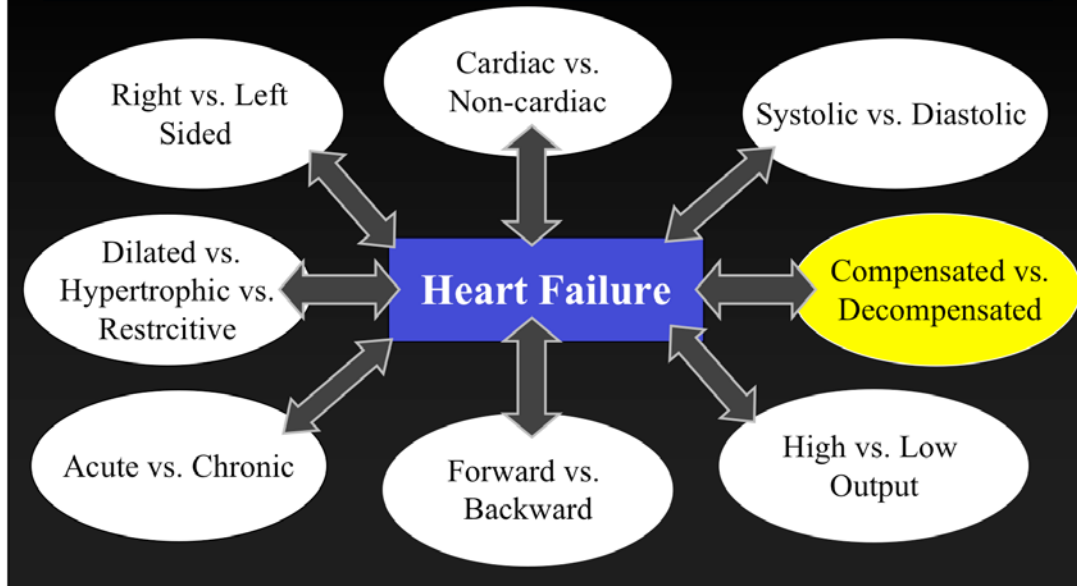 Cardiac vs.
Non-cardiac
Right vs. Left
Sided
Systolic vs. Diastolic
Dilated vs.
Hypertrophic vs.
Restrcitive
Heart Failure
Compensated vs.
Decompensated
Acute vs. Chronic
Forward vs.
Backward
High vs. Low
Output